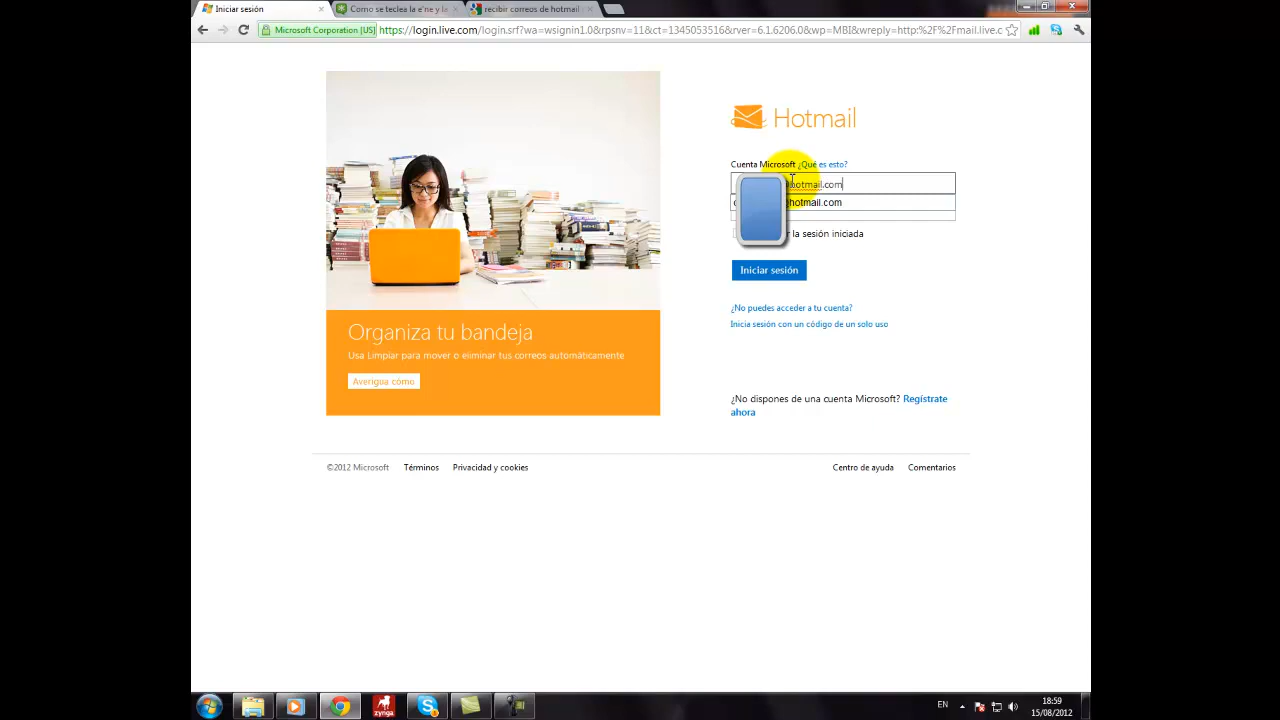 Iniciar sesión
Como se teclea la e'ne y la
recibir correos de hotmail
Microsoft Corporation [US]
https://login.live.com/login.srf?wa=wsignin1.0&rpsnv=11&ct=1345053516&rver=6.1.6206.0&wp=MBI&wreply=http:%2F%2Fmail.live.c
Hotmail
Cuenta Microsoft ¿Qué es esto?
hotmail.com
@hotmail.com
la sesión iniciada
Iniciar sesión
¿No puedes acceder a tu cuenta?
Inicia sesión con un código de un solo uso
Organiza tu bandeja
Usa Limpiar para mover o eliminar tus correos automáticamente
Averigua cómo
¿No dispones de una cuenta Microsoft? Regístrate
ahora
©2012 Microsoft
Términos
Privacidad y cookies
Centro de ayuda
Comentarios
zynga
EN
18:59
15/08/2012